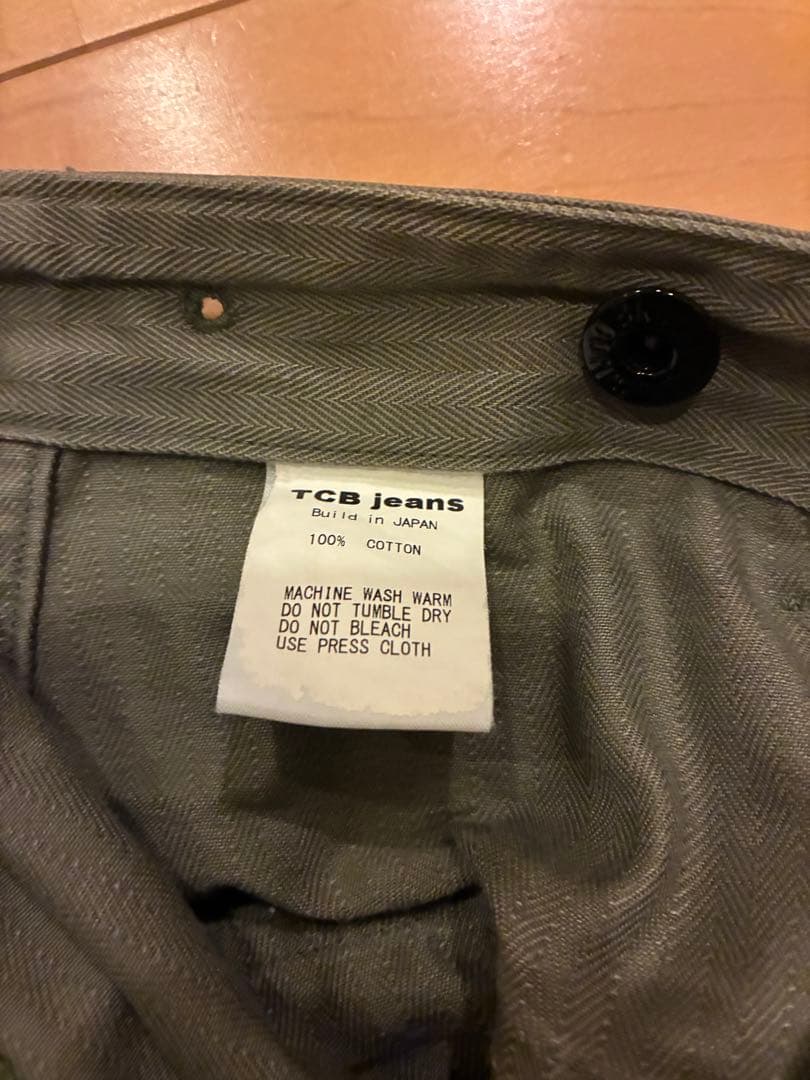 TCB jeans
Build in JAPAN
100% COTTON
MACHINE WASH WARM
DO NOT TUMBLE DRY
DO NOT BLEACH
USE PRESS CLOTH